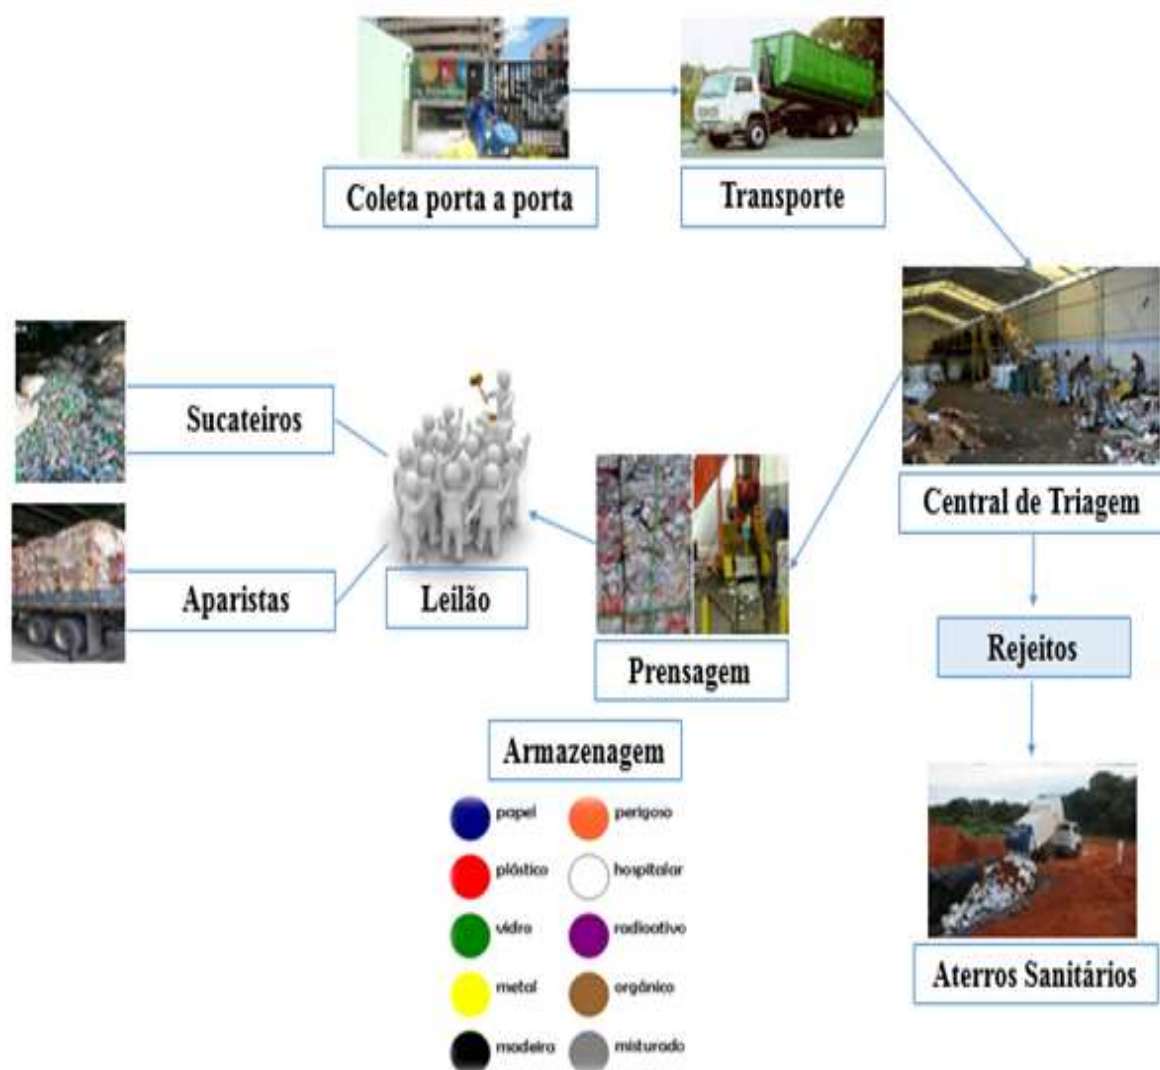 Coleta porta a porta
Transporte
Sucateiros
Central de Triagem
Aparistas
Leilão
Rejeitos
Prensagem
Armazenagem
papel
perigoso
plástico
hospitalar
vidro
radioativo
metal
orgânico
madeira
misturado
Aterros Sanitários